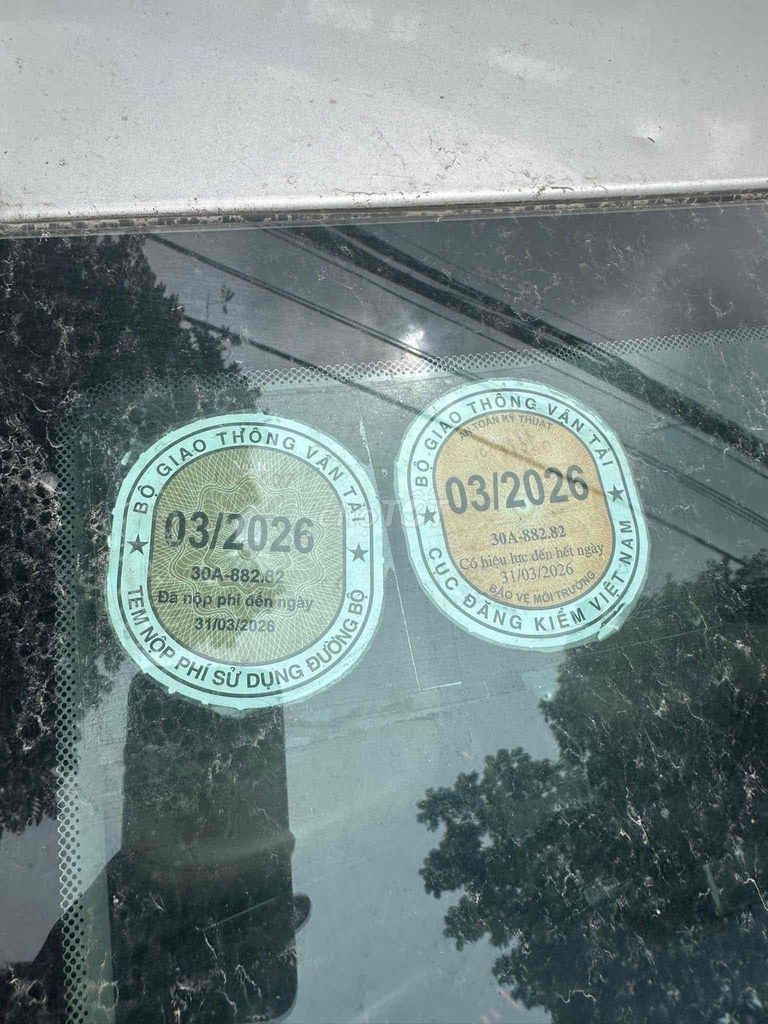 BỘ GIAO THÔNG VẬN TẢI
03/2026
30A-882.82
Đã nộp phí đến ngày
31/03/2026
TEM NỘP PHÍ SỬ DỤNG ĐƯỜNG BỘ
BỘ GIAO THÔNG VẬN TẢI
AN TOÀN KỸ THUẬT
03/2026
30A-882.82
Có hiệu lực đến hết ngày
31/03/2026
BẢO VỆ MÔI TRƯỜNG
CỤC ĐĂNG KIỂM VIỆT NAM